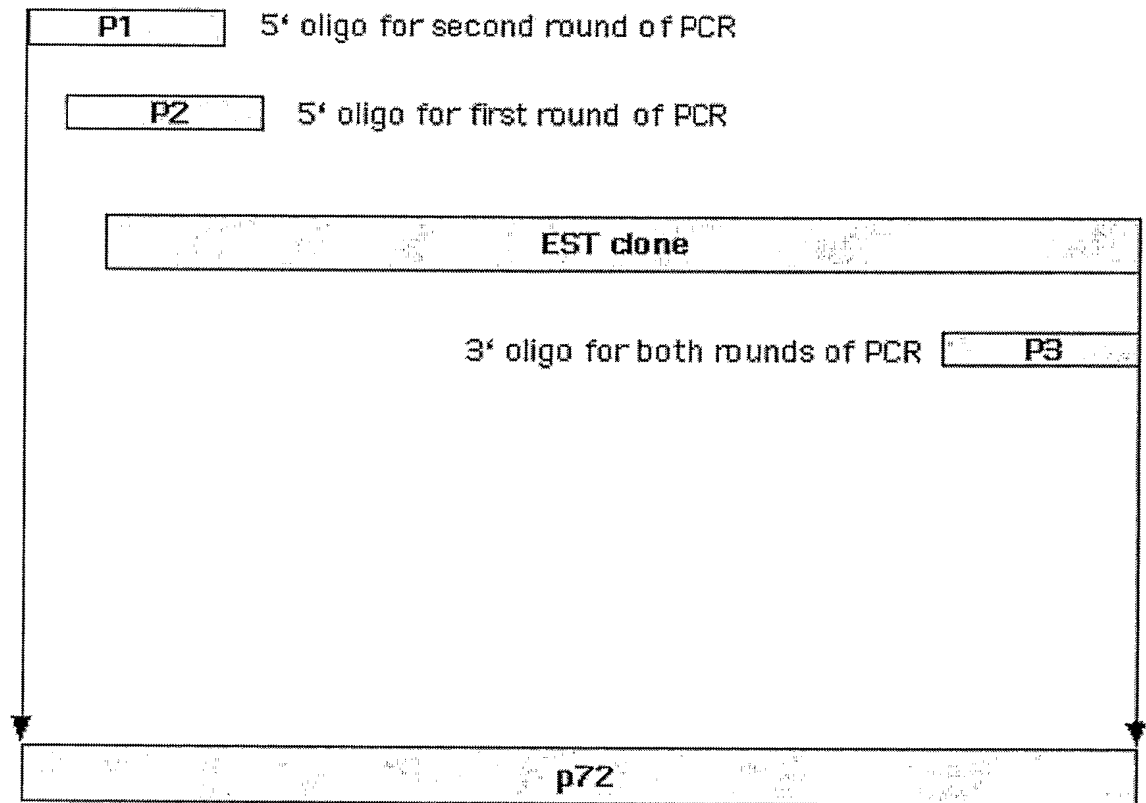 P1 5‘ oligo for second round of PCR
P2 5‘ oligo for first round of PCR
EST clone
3‘ oligo for both rounds of PCR P3
p72